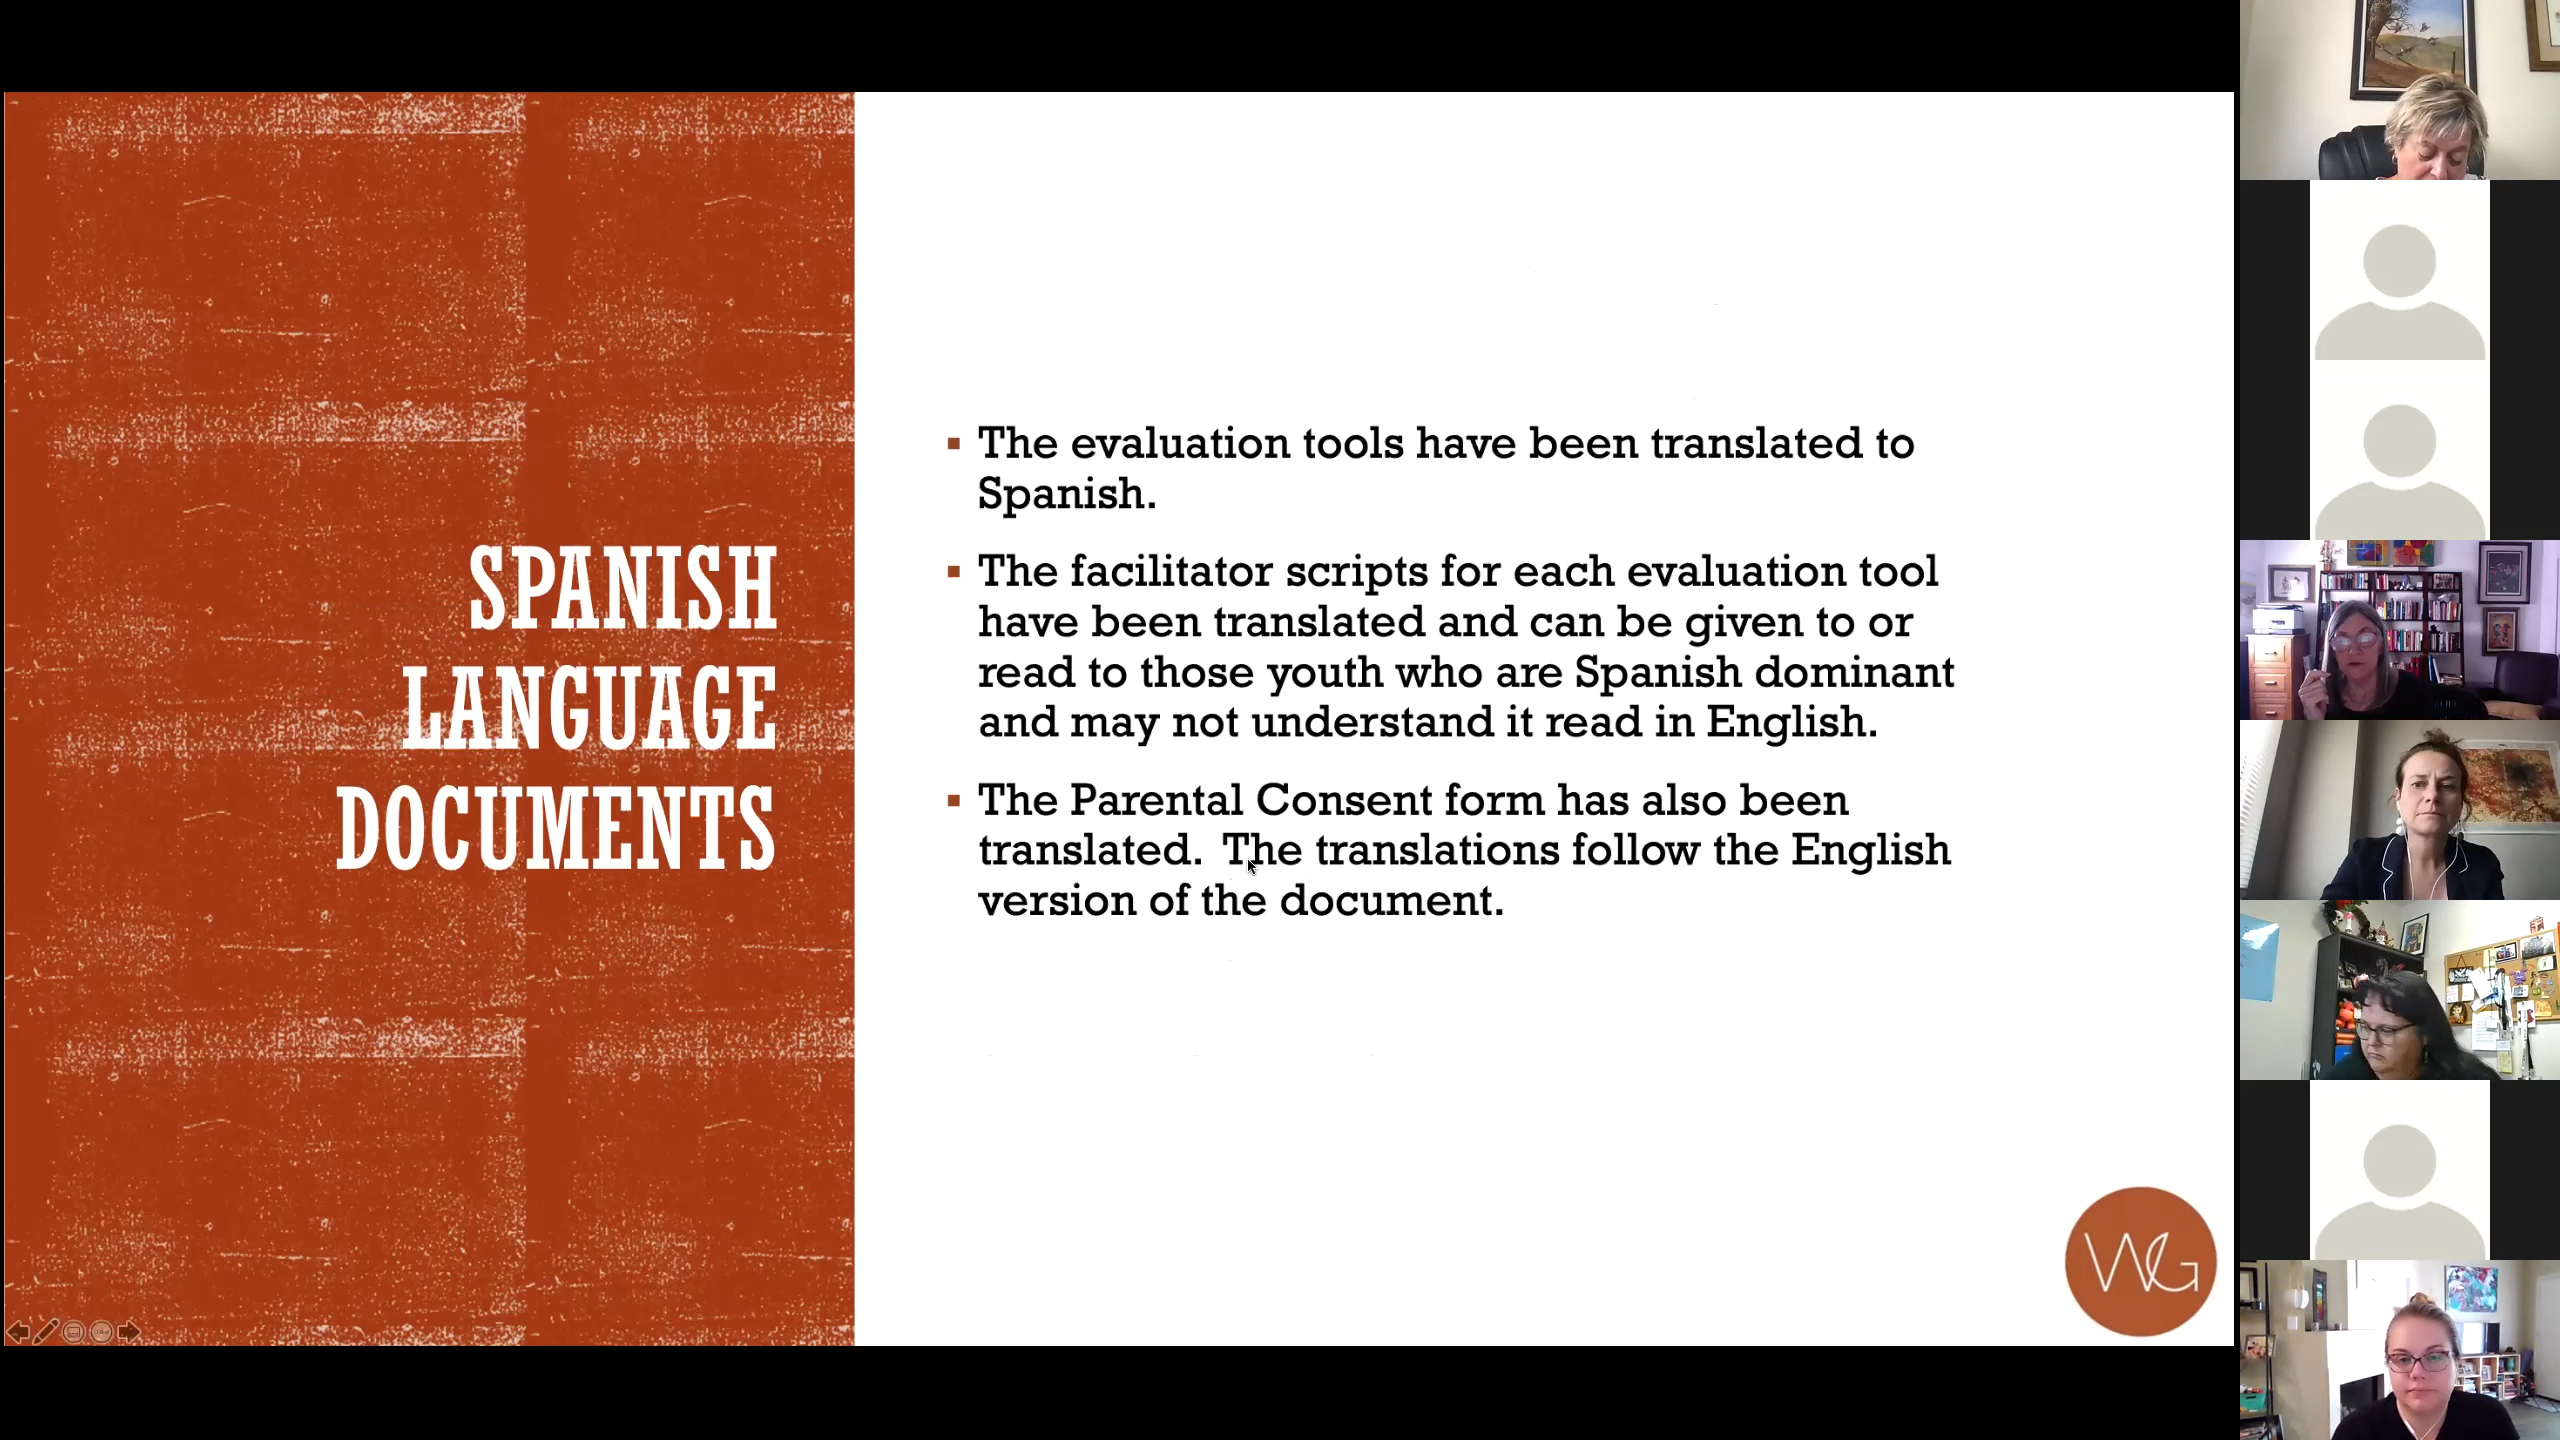 SPANISH
LANGUAGE
DOCUMENTS
▪ The evaluation tools have been translated to
Spanish.
▪ The facilitator scripts for each evaluation tool
have been translated and can be given to or
read to those youth who are Spanish dominant
and may not understand it read in English.
▪ The Parental Consent form has also been
translated.  The translations follow the English
version of the document.
WG